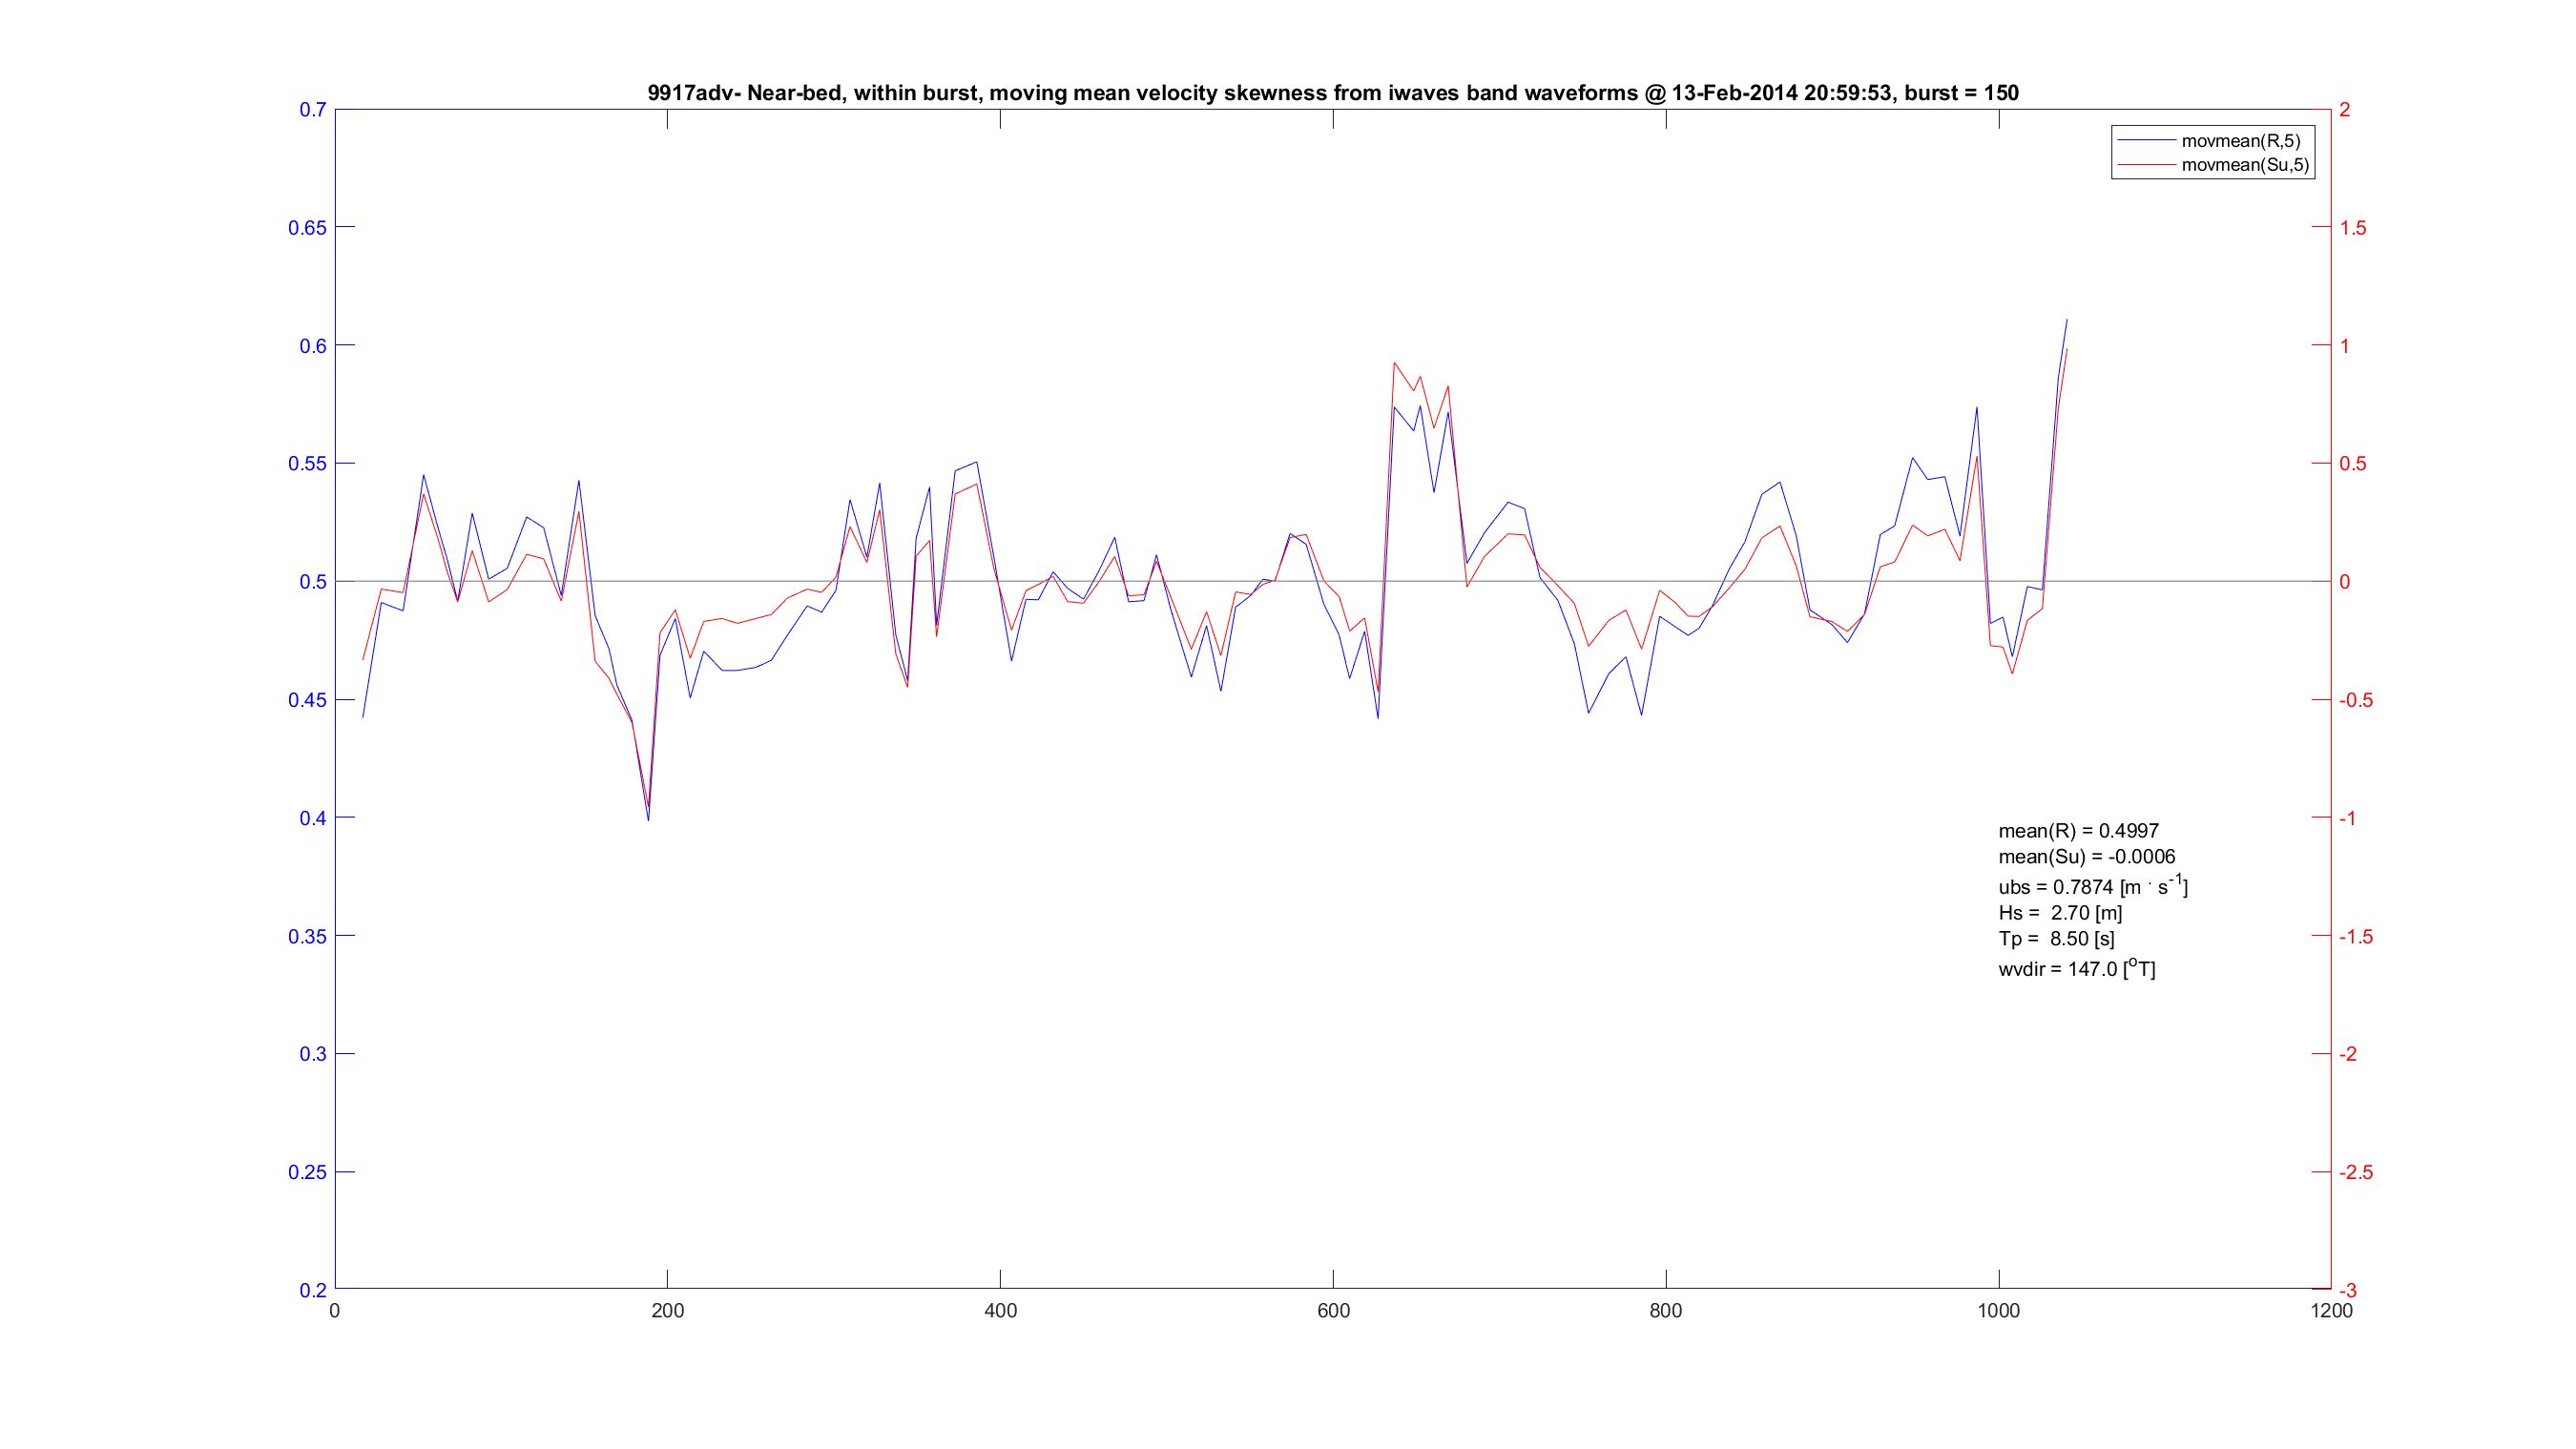 9917adv- Near-bed, within burst, moving mean velocity skewness from iwaves band waveforms @ 13-Feb-2014 20:59:53, burst = 150
movmean(R,5)
movmean(Su,5)
0.7
0.65
0.6
0.55
0.5
0.45
0.4
0.35
0.3
0.25
0.2
2
1.5
1
0.5
0
-0.5
-1
-1.5
-2
-2.5
-3
mean(R) = 0.4997
mean(Su) = -0.0006
ubs = 0.7874 [m · s⁻¹]
Hs = 2.70 [m]
Tp = 8.50 [s]
wvdir = 147.0 [ᵒT]
0 200 400 600 800 1000 1200